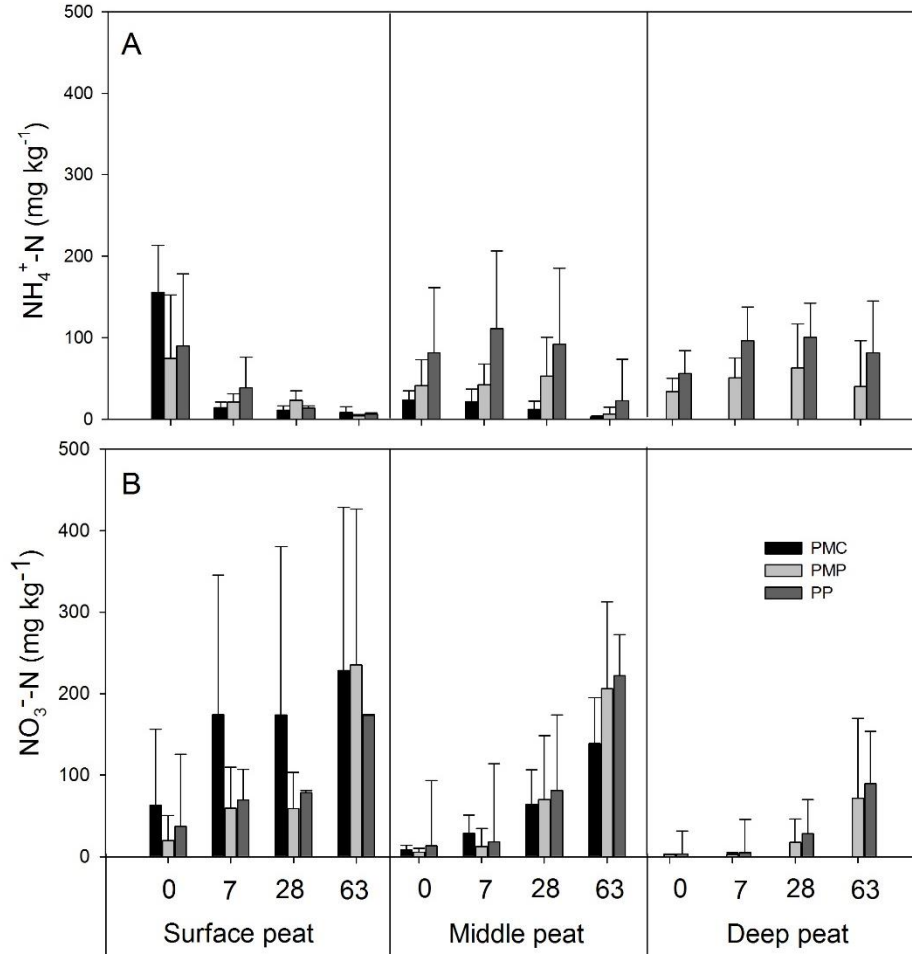 500
A
400
300
200
100
0
NH₄⁺-N (mg kg⁻¹)
500
B
400
300
200
100
0
NO₃⁻-N (mg kg⁻¹)
PMC
PMP
PP
0 7 28 63 0 7 28 63 0 7 28 63
Surface peat Middle peat Deep peat